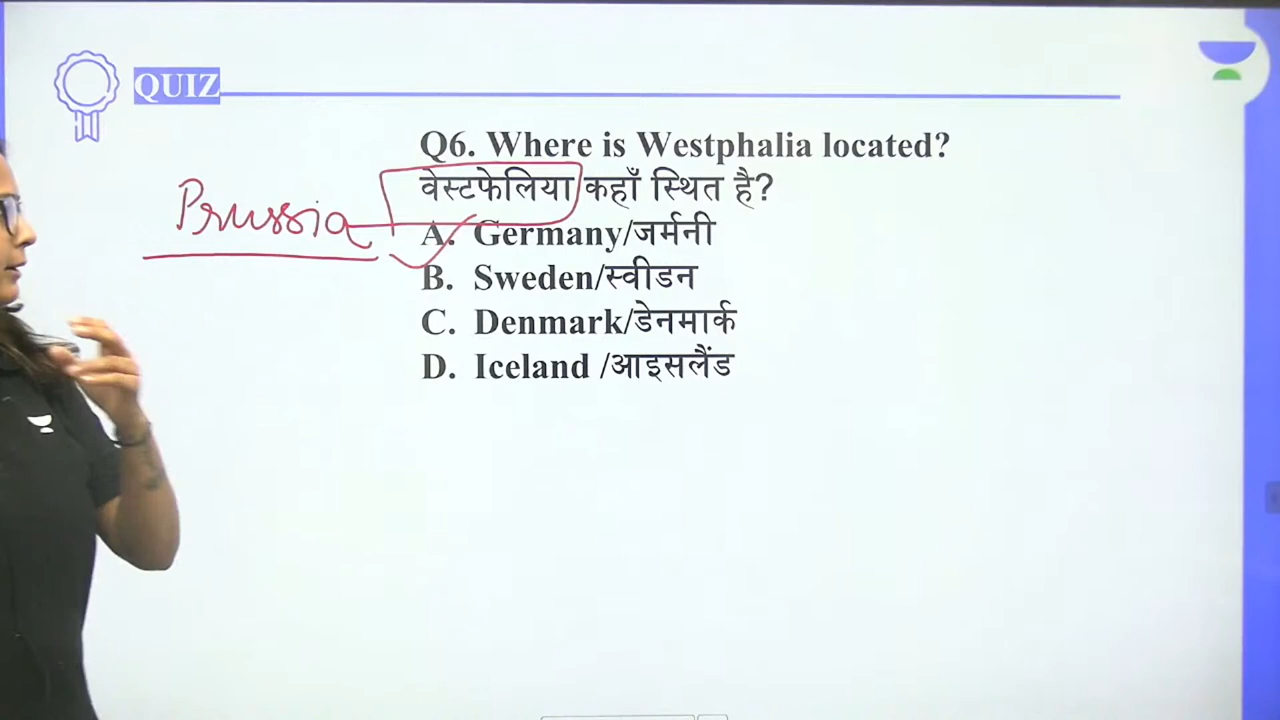 QUIZ
Q6. Where is Westphalia located?
वेस्टफेलिया कहाँ स्थित है?
Prussia
A. Germany/जर्मनी
B. Sweden/स्वीडन
C. Denmark/डेनमार्क
D. Iceland /आइसलैंड